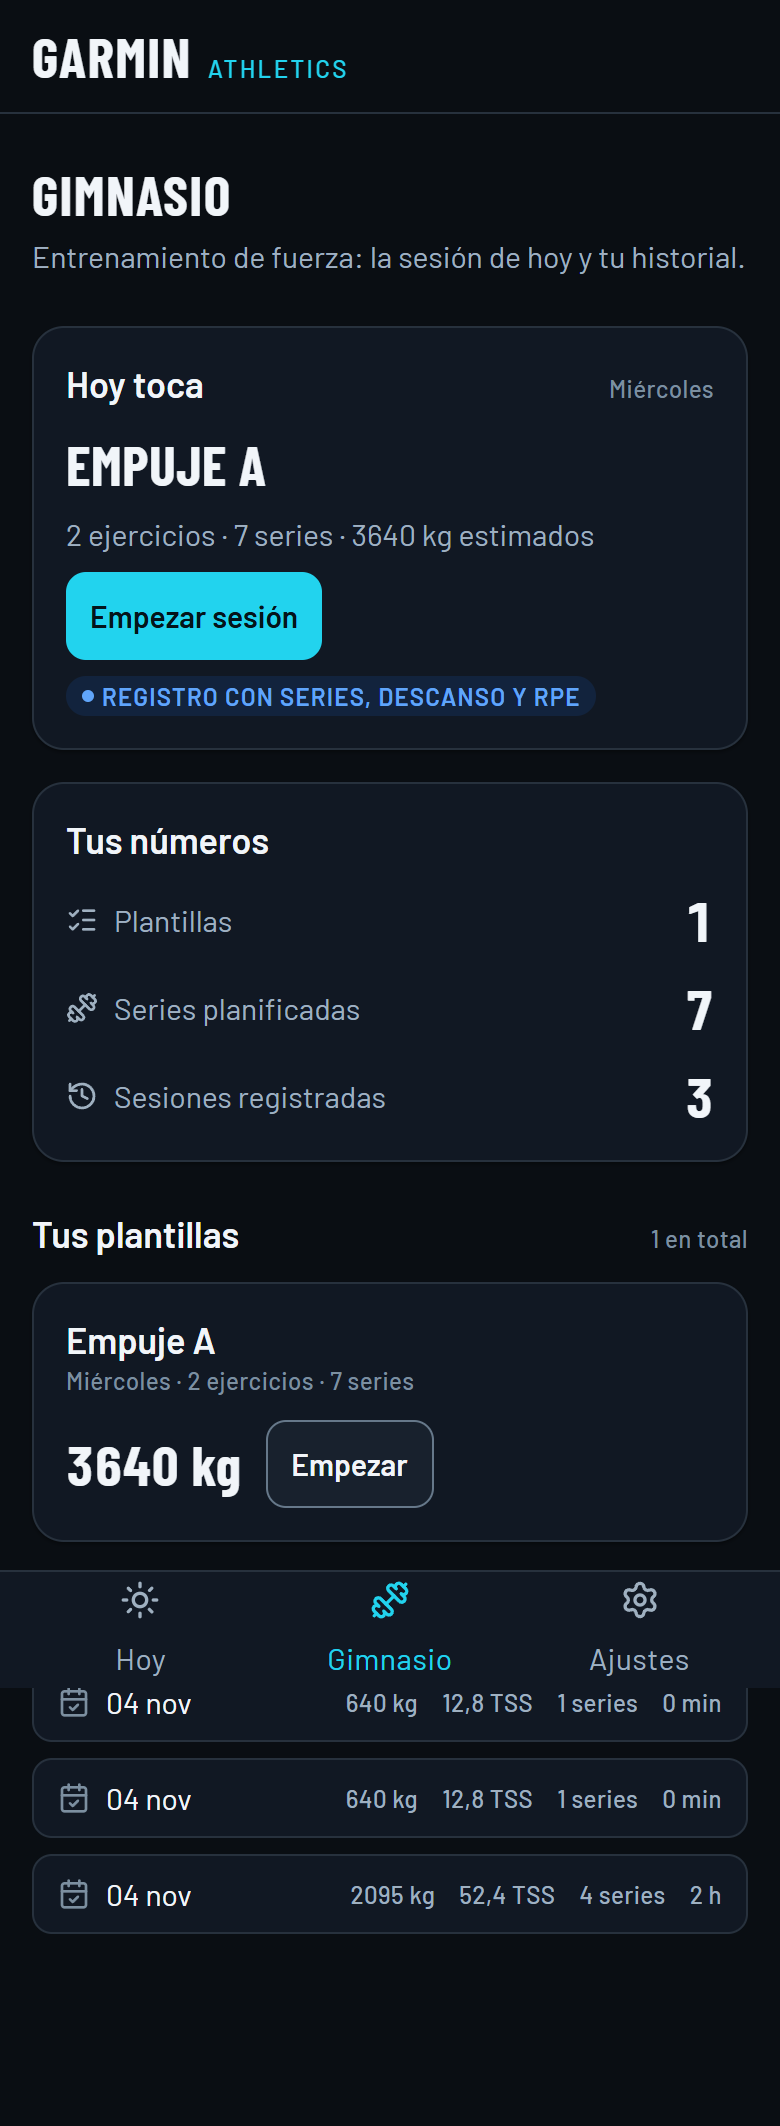 GARMIN ATHLETICS
GIMNASIO
Entrenamiento de fuerza: la sesión de hoy y tu historial.
Hoy toca Miércoles
EMPUJE A
2 ejercicios · 7 series · 3640 kg estimados
Empezar sesión
REGISTRO CON SERIES, DESCANSO Y RPE
Tus números
Plantillas 1
Series planificadas 7
Sesiones registradas 3
Tus plantillas 1 en total
Empuje A
Miércoles · 2 ejercicios · 7 series
3640 kg Empezar
Hoy Gimnasio Ajustes
04 nov 640 kg 12,8 TSS 1 series 0 min
04 nov 640 kg 12,8 TSS 1 series 0 min
04 nov 2095 kg 52,4 TSS 4 series 2 h